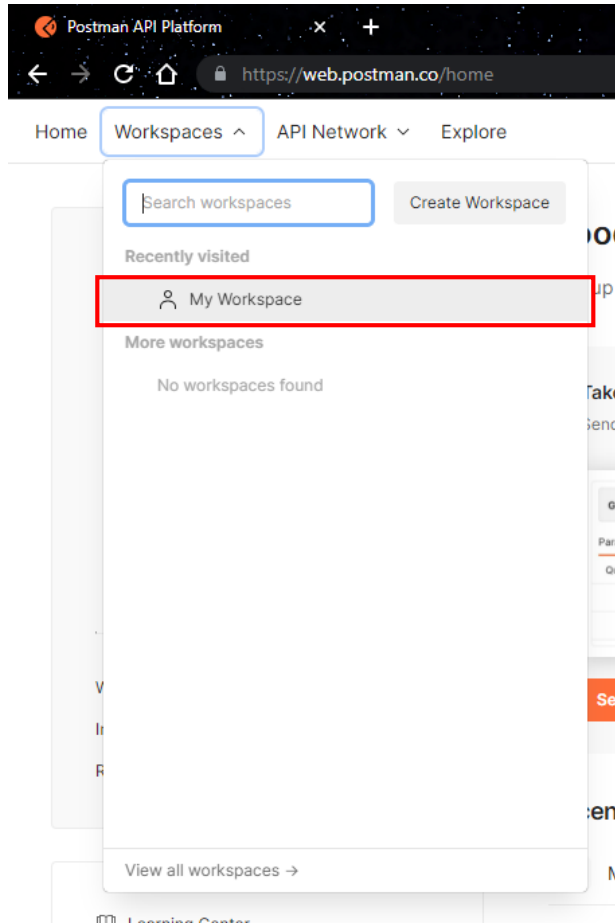 Postman API Platform
https://web.postman.co/home
Home Workspaces API Network Explore
Search workspaces Create Workspace
Recently visited
My Workspace
More workspaces
No workspaces found
View all workspaces →
Learning Center